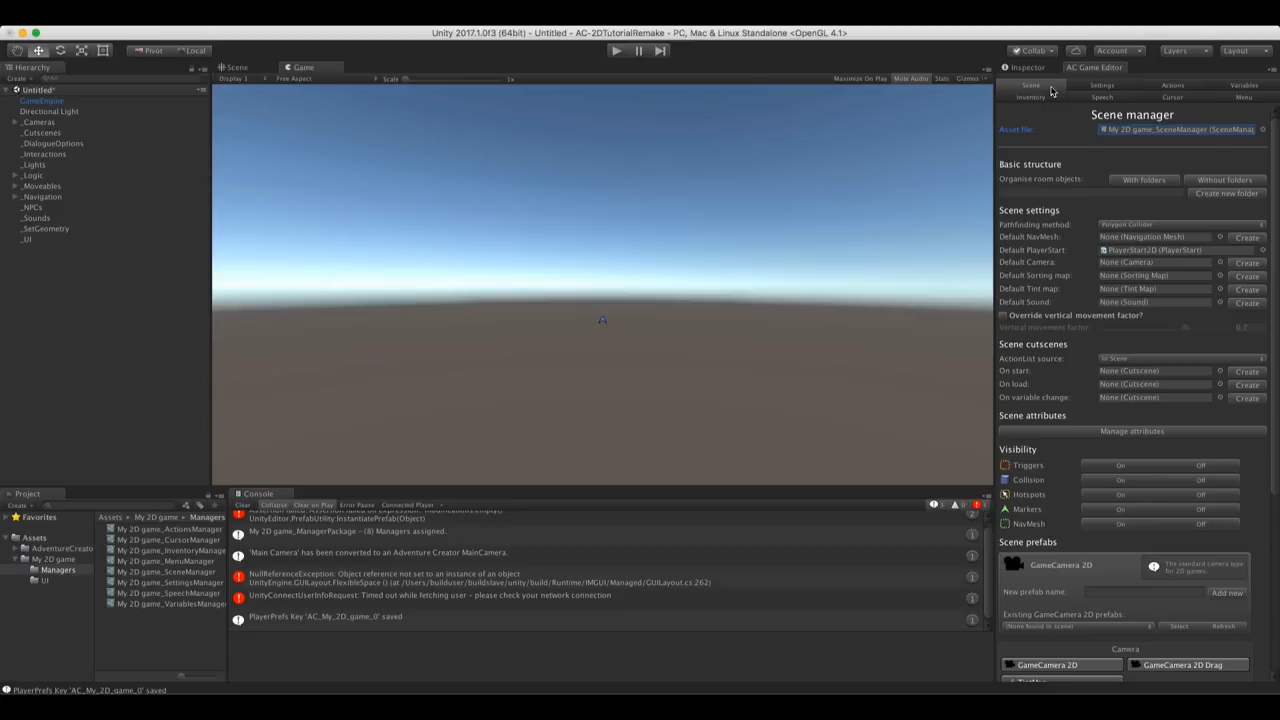 Unity 2017.1.0f3 (64bit) - Untitled - AC-2DTutorialRemake - PC, Mac & Linux Standalone <OpenGL 4.1>
Pivot Local Collab Account Layers Layout
Hierarchy Scene Game Inspector AC Game Editor
Create Display 1 Free Aspect Scale 1x Maximize On Play Mute Audio Stats Gizmos
Scene Settings Actions Variables
Inventory Speech Cursor Menu
Untitled*
GameEngine
Directional Light
_Cameras
_Cutscenes
_DialogueOptions
_Interactions
_Lights
_Logic
_Moveables
_Navigation
_NPCs
_Sounds
_SetGeometry
_UI
Scene manager
Asset file: My 2D game_SceneManager (SceneManag
Basic structure
Organise room objects: With folders Without folders
Create new folder
Scene settings
Pathfinding method: Polygon Collider
Default NavMesh: None (Navigation Mesh) Create
Default PlayerStart: PlayerStart2D (PlayerStart)
Default Camera: None (Camera) Create
Default Sorting map: None (Sorting Map) Create
Default Tint map: None (Tint Map) Create
Default Sound: None (Sound) Create
Override vertical movement factor?
Vertical movement factor: 0.7
Scene cutscenes
ActionList source: In Scene
On start: None (Cutscene) Create
On load: None (Cutscene) Create
On variable change: None (Cutscene) Create
Scene attributes
Manage attributes
Visibility
Triggers On Off
Collision On Off
Hotspots On Off
Markers On Off
NavMesh On Off
Scene prefabs
GameCamera 2D The standard camera type for 2D games.
New prefab name: Add new
Existing GameCamera 2D prefabs:
(None found in scene) Select Refresh
Camera
GameCamera 2D GameCamera 2D Drag
Project
Create
Favorites
Assets
AdventureCreato
My 2D game
Managers
UI
Assets My 2D game Managers
My 2D game_ActionsManager
My 2D game_CursorManager
My 2D game_InventoryManage
My 2D game_MenuManager
My 2D game_SceneManager
My 2D game_SettingsManager
My 2D game_SpeechManager
My 2D game_VariablesManager
Console
Clear Collapse Clear on Play Error Pause Connected Player
UnityEditor.PrefabUtility:InstantiatePrefab(Object)
My 2D game_ManagerPackage - (8) Managers assigned.
'Main Camera' has been converted to an Adventure Creator MainCamera.
NullReferenceException: Object reference not set to an instance of an object
UnityEngine.GUILayout.FlexibleSpace () (at /Users/builduser/buildslave/unity/build/Runtime/IMGUI/Managed/GUILayout.cs:262)
UnityConnectUserInfoRequest: Timed out while fetching user - please check your network connection
PlayerPrefs Key 'AC_My_2D_game_0' saved
PlayerPrefs Key 'AC_My_2D_game_0' saved